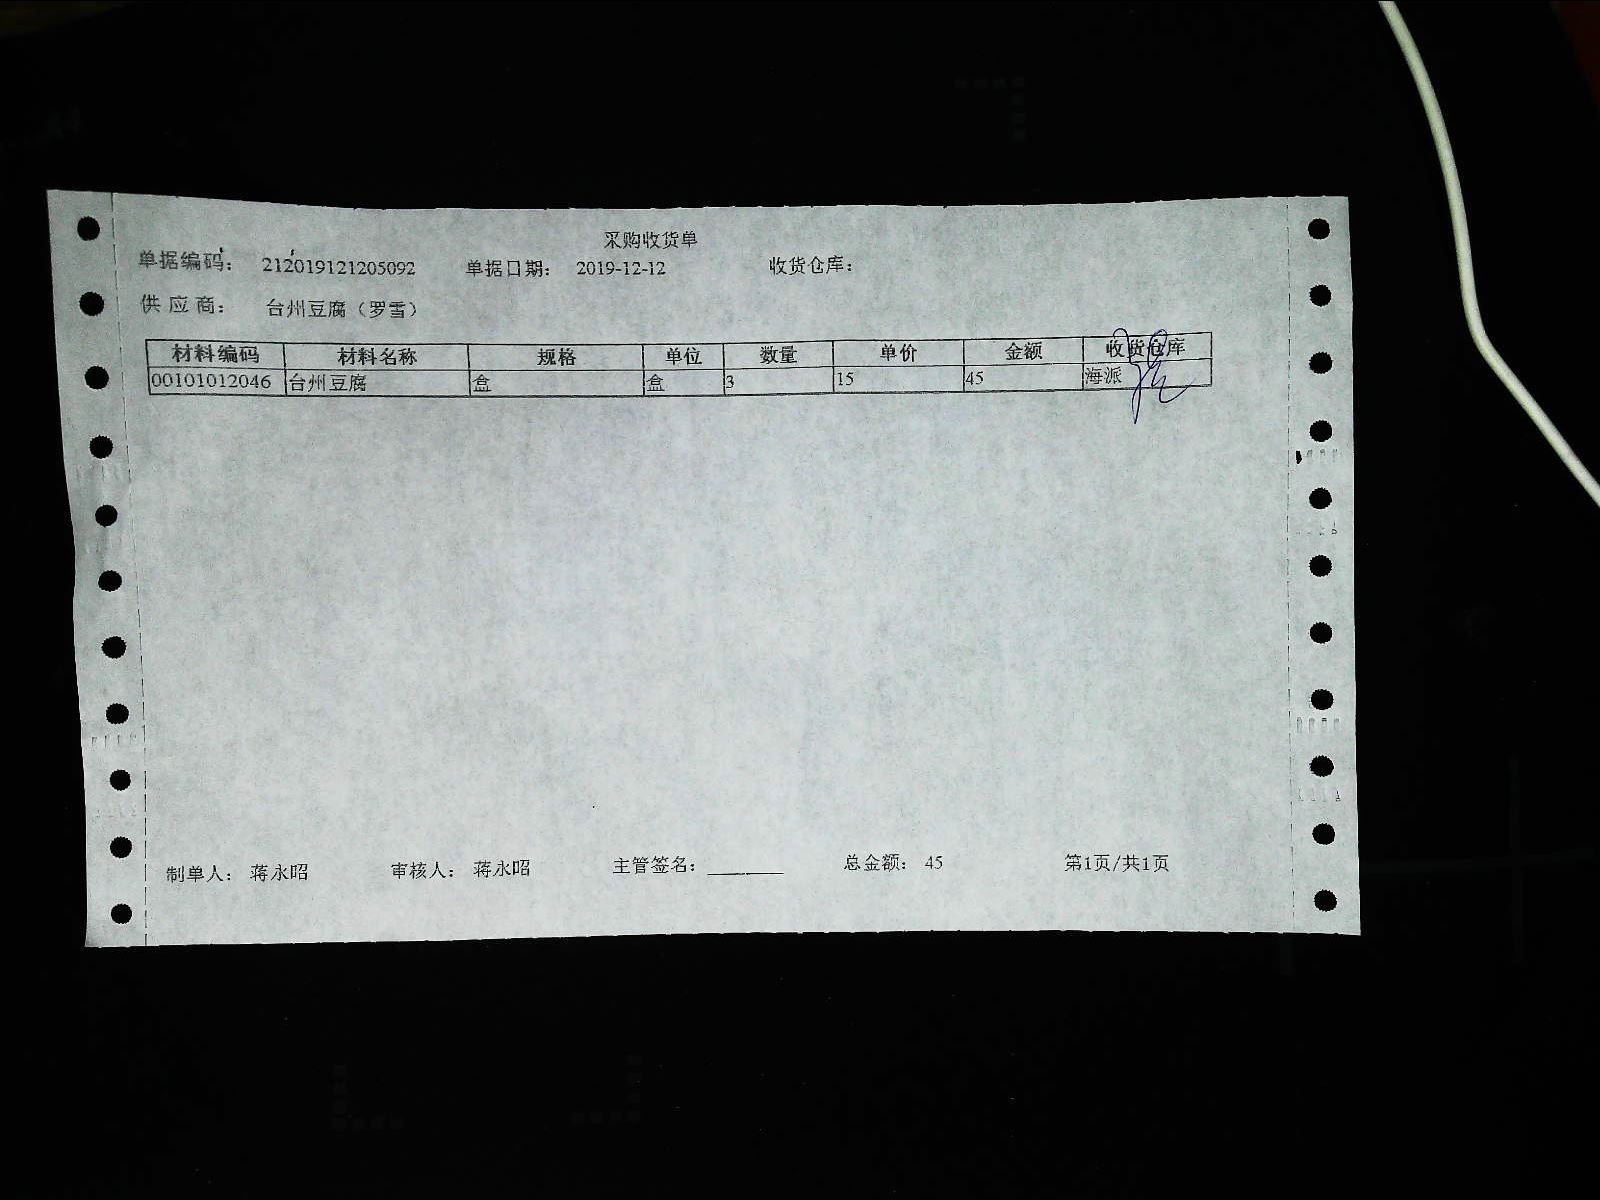 采购收货单
单据编码： 212019121205092 单据日期： 2019-12-12 收货仓库：
供 应 商： 台州豆腐（罗雪）
材料编码 材料名称 规格 单位 数量 单价 金额 收货仓库
00101012046 台州豆腐 盒 盒 3 15 45 海派
制单人： 蒋永昭 审核人： 蒋永昭 主管签名： 总金额： 45 第1页/共1页